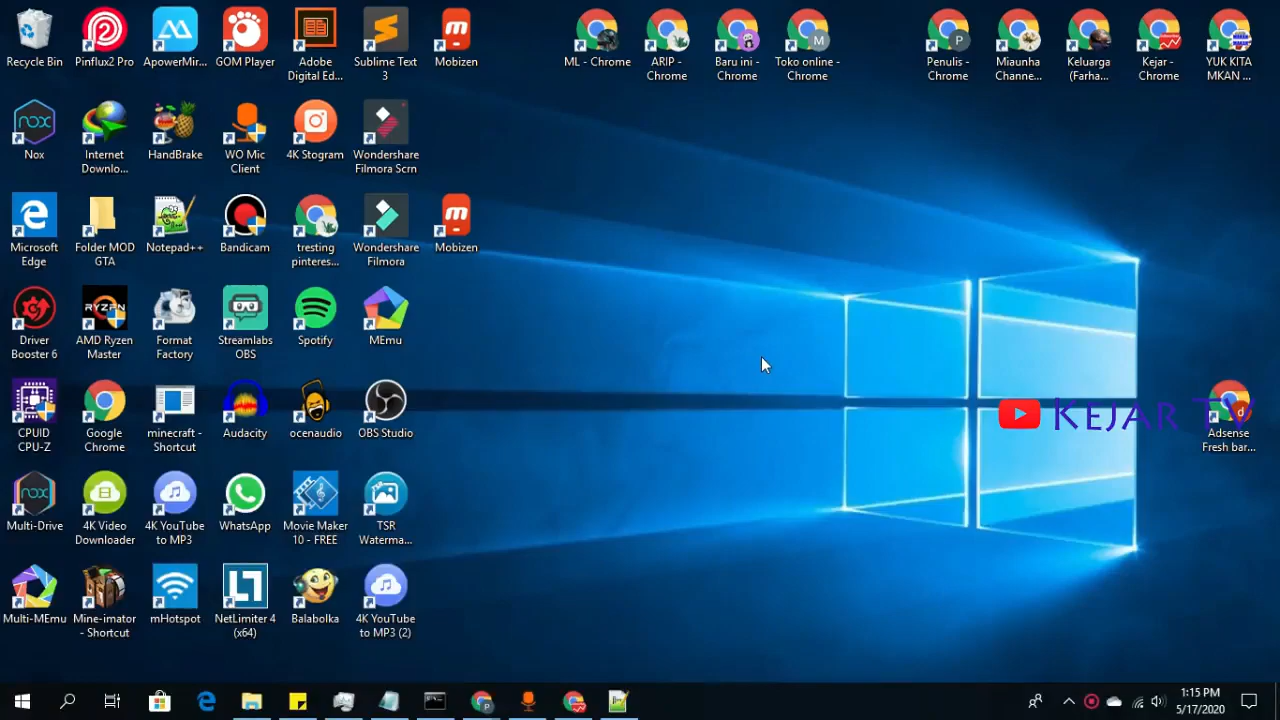 Recycle Bin
Pinflux2 Pro
ApowerMir...
GOM Player
Adobe
Digital Ed...
Sublime Text
3
Mobizen
ML - Chrome
ARIP -
Chrome
Baru ini -
Chrome
Toko online -
Chrome
Penulis -
Chrome
Miaunha
Channe...
Keluarga
(Farha...
Kejar -
Chrome
YUK KITA
MKAN ...
Nox
Internet
Downlo...
HandBrake
WO Mic
Client
4K Stogram
Wondershare
Filmora Scrn
Microsoft
Edge
Folder MOD
GTA
Notepad++
Bandicam
tresting
pinteres...
Wondershare
Filmora
Mobizen
Driver
Booster 6
AMD Ryzen
Master
Format
Factory
Streamlabs
OBS
Spotify
MEmu
CPUID
CPU-Z
Google
Chrome
minecraft -
Shortcut
Audacity
ocenaudio
OBS Studio
KEJAR TV
Adsense
Fresh bar...
Multi-Drive
4K Video
Downloader
4K YouTube
to MP3
WhatsApp
Movie Maker
10 - FREE
TSR
Waterma...
Multi-MEmu
Mine-imator
- Shortcut
mHotspot
NetLimiter 4
(x64)
Balabolka
4K YouTube
to MP3 (2)
1:15 PM
5/17/2020